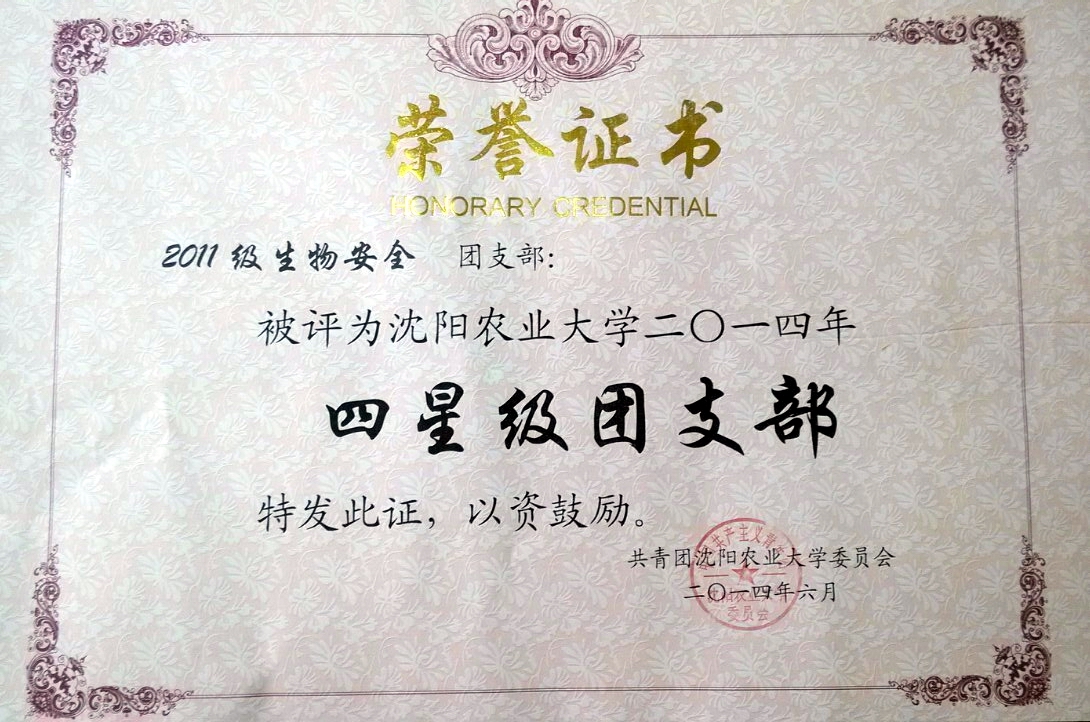 荣誉证书
HONORARY CREDENTIAL
2011级生物安全 团支部：
被评为沈阳农业大学二〇一四年
四星级团支部
特发此证，以资鼓励。
共青团沈阳农业大学委员会
二〇一四年六月
委员会